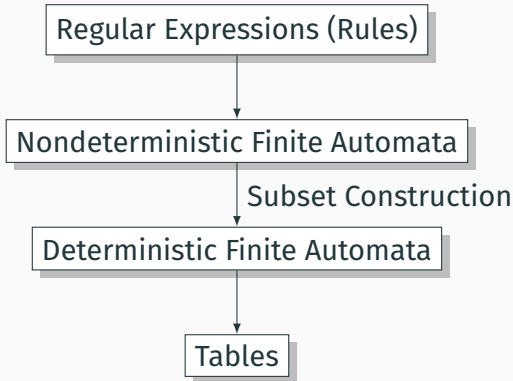 Regular Expressions (Rules)
Nondeterministic Finite Automata
Subset Construction
Deterministic Finite Automata
Tables